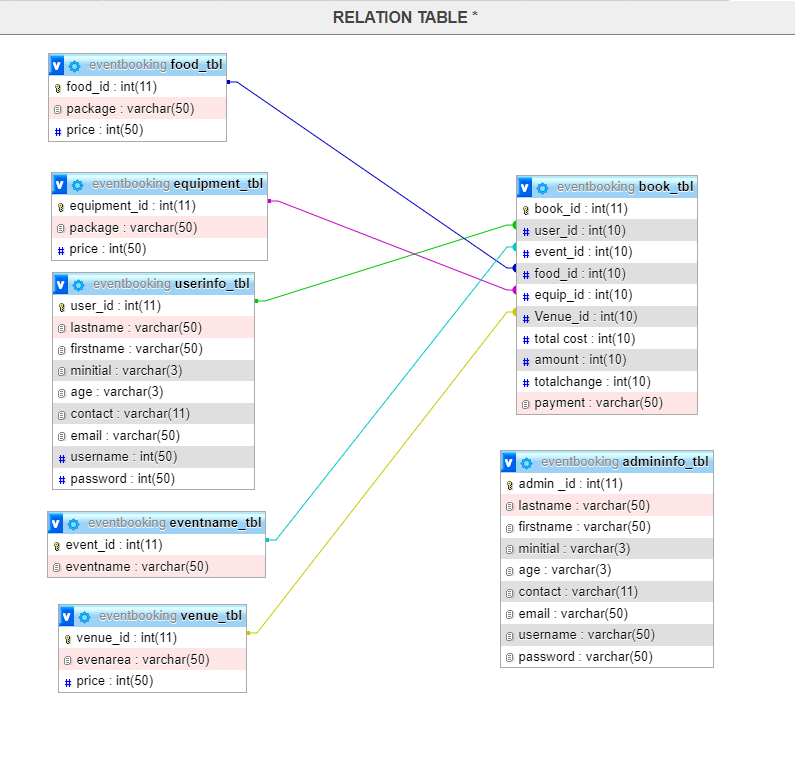 RELATION TABLE *
v eventbooking food_tbl
food_id : int(11)
package : varchar(50)
# price : int(50)
v eventbooking equipment_tbl
equipment_id : int(11)
package : varchar(50)
# price : int(50)
v eventbooking userinfo_tbl
user_id : int(11)
lastname : varchar(50)
firstname : varchar(50)
minitial : varchar(3)
age : varchar(3)
contact : varchar(11)
email : varchar(50)
# username : int(50)
# password : int(50)
v eventbooking eventname_tbl
event_id : int(11)
eventname : varchar(50)
v eventbooking venue_tbl
venue_id : int(11)
evenarea : varchar(50)
# price : int(50)
v eventbooking book_tbl
book_id : int(11)
# user_id : int(10)
# event_id : int(10)
# food_id : int(10)
# equip_id : int(10)
# Venue_id : int(10)
# total cost : int(10)
# amount : int(10)
# totalchange : int(10)
payment : varchar(50)
v eventbooking admininfo_tbl
admin _id : int(11)
lastname : varchar(50)
firstname : varchar(50)
minitial : varchar(3)
age : varchar(3)
contact : varchar(11)
email : varchar(50)
username : varchar(50)
password : varchar(50)